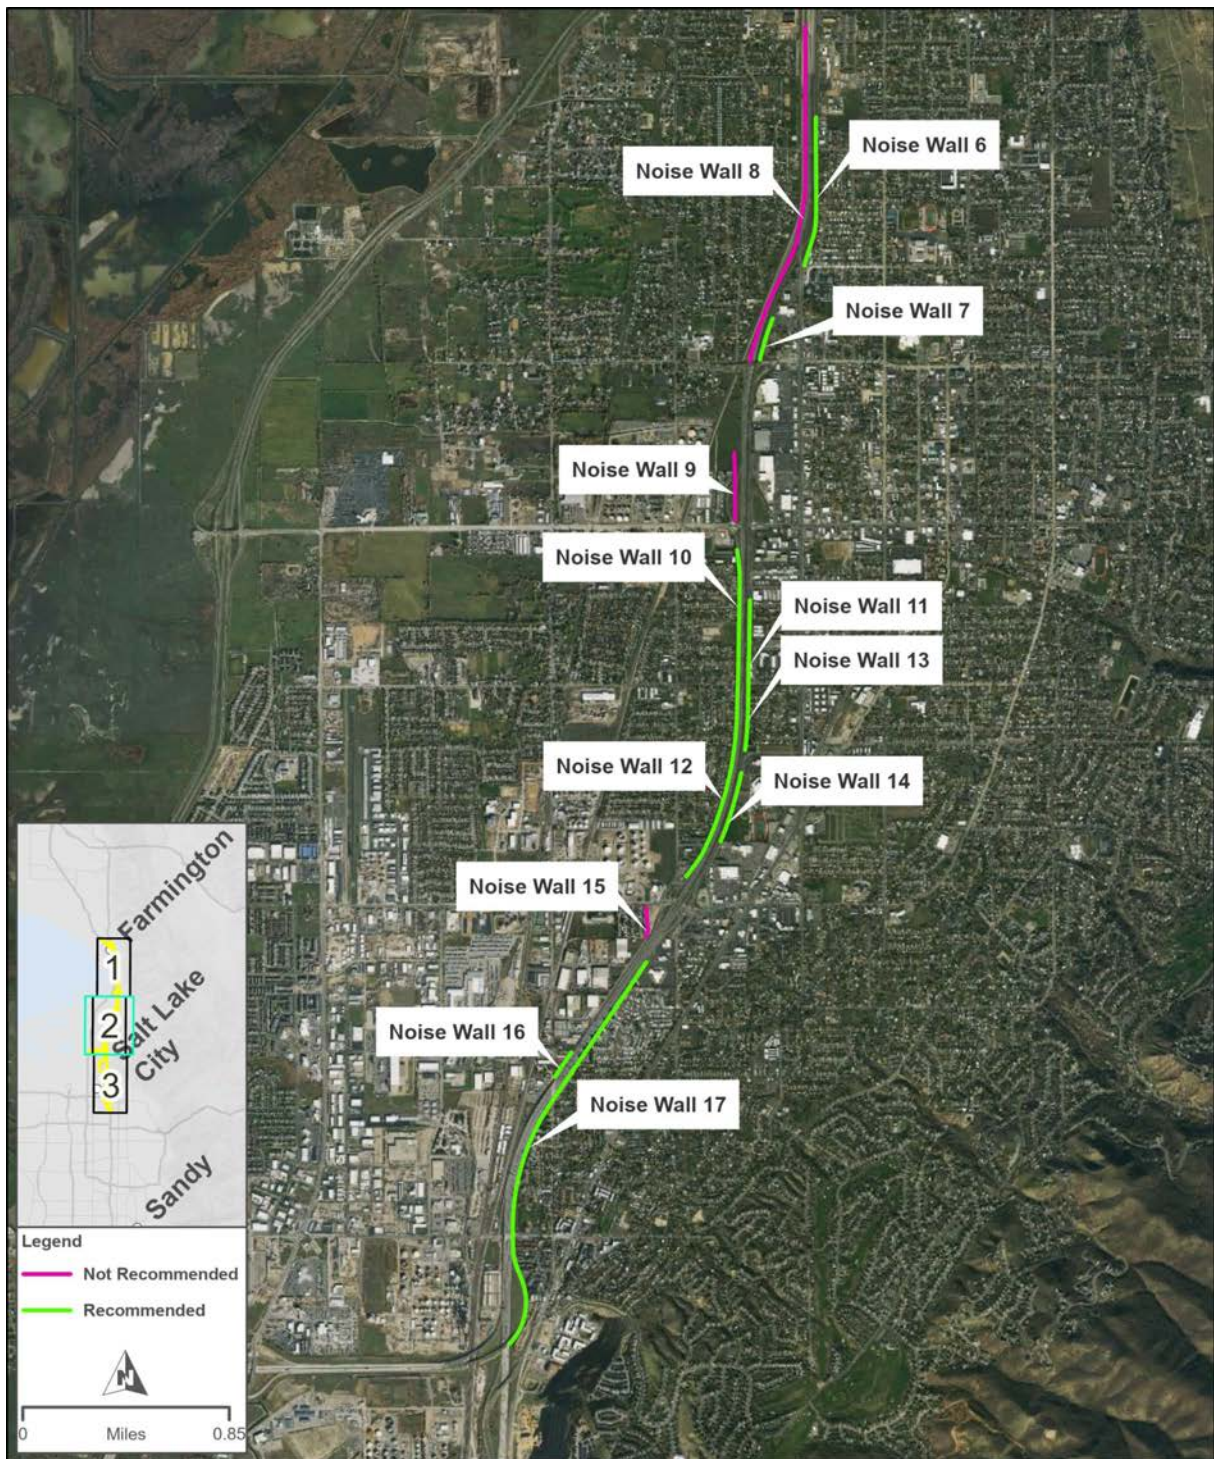 Noise Wall 6
Noise Wall 8
Noise Wall 7
Noise Wall 9
Noise Wall 10
Noise Wall 11
Noise Wall 13
Noise Wall 12
Noise Wall 14
Noise Wall 15
Noise Wall 16
Noise Wall 17
Farmington
1
2
Salt Lake
City
3
Sandy
Legend
Not Recommended
Recommended
N
0 Miles 0.85